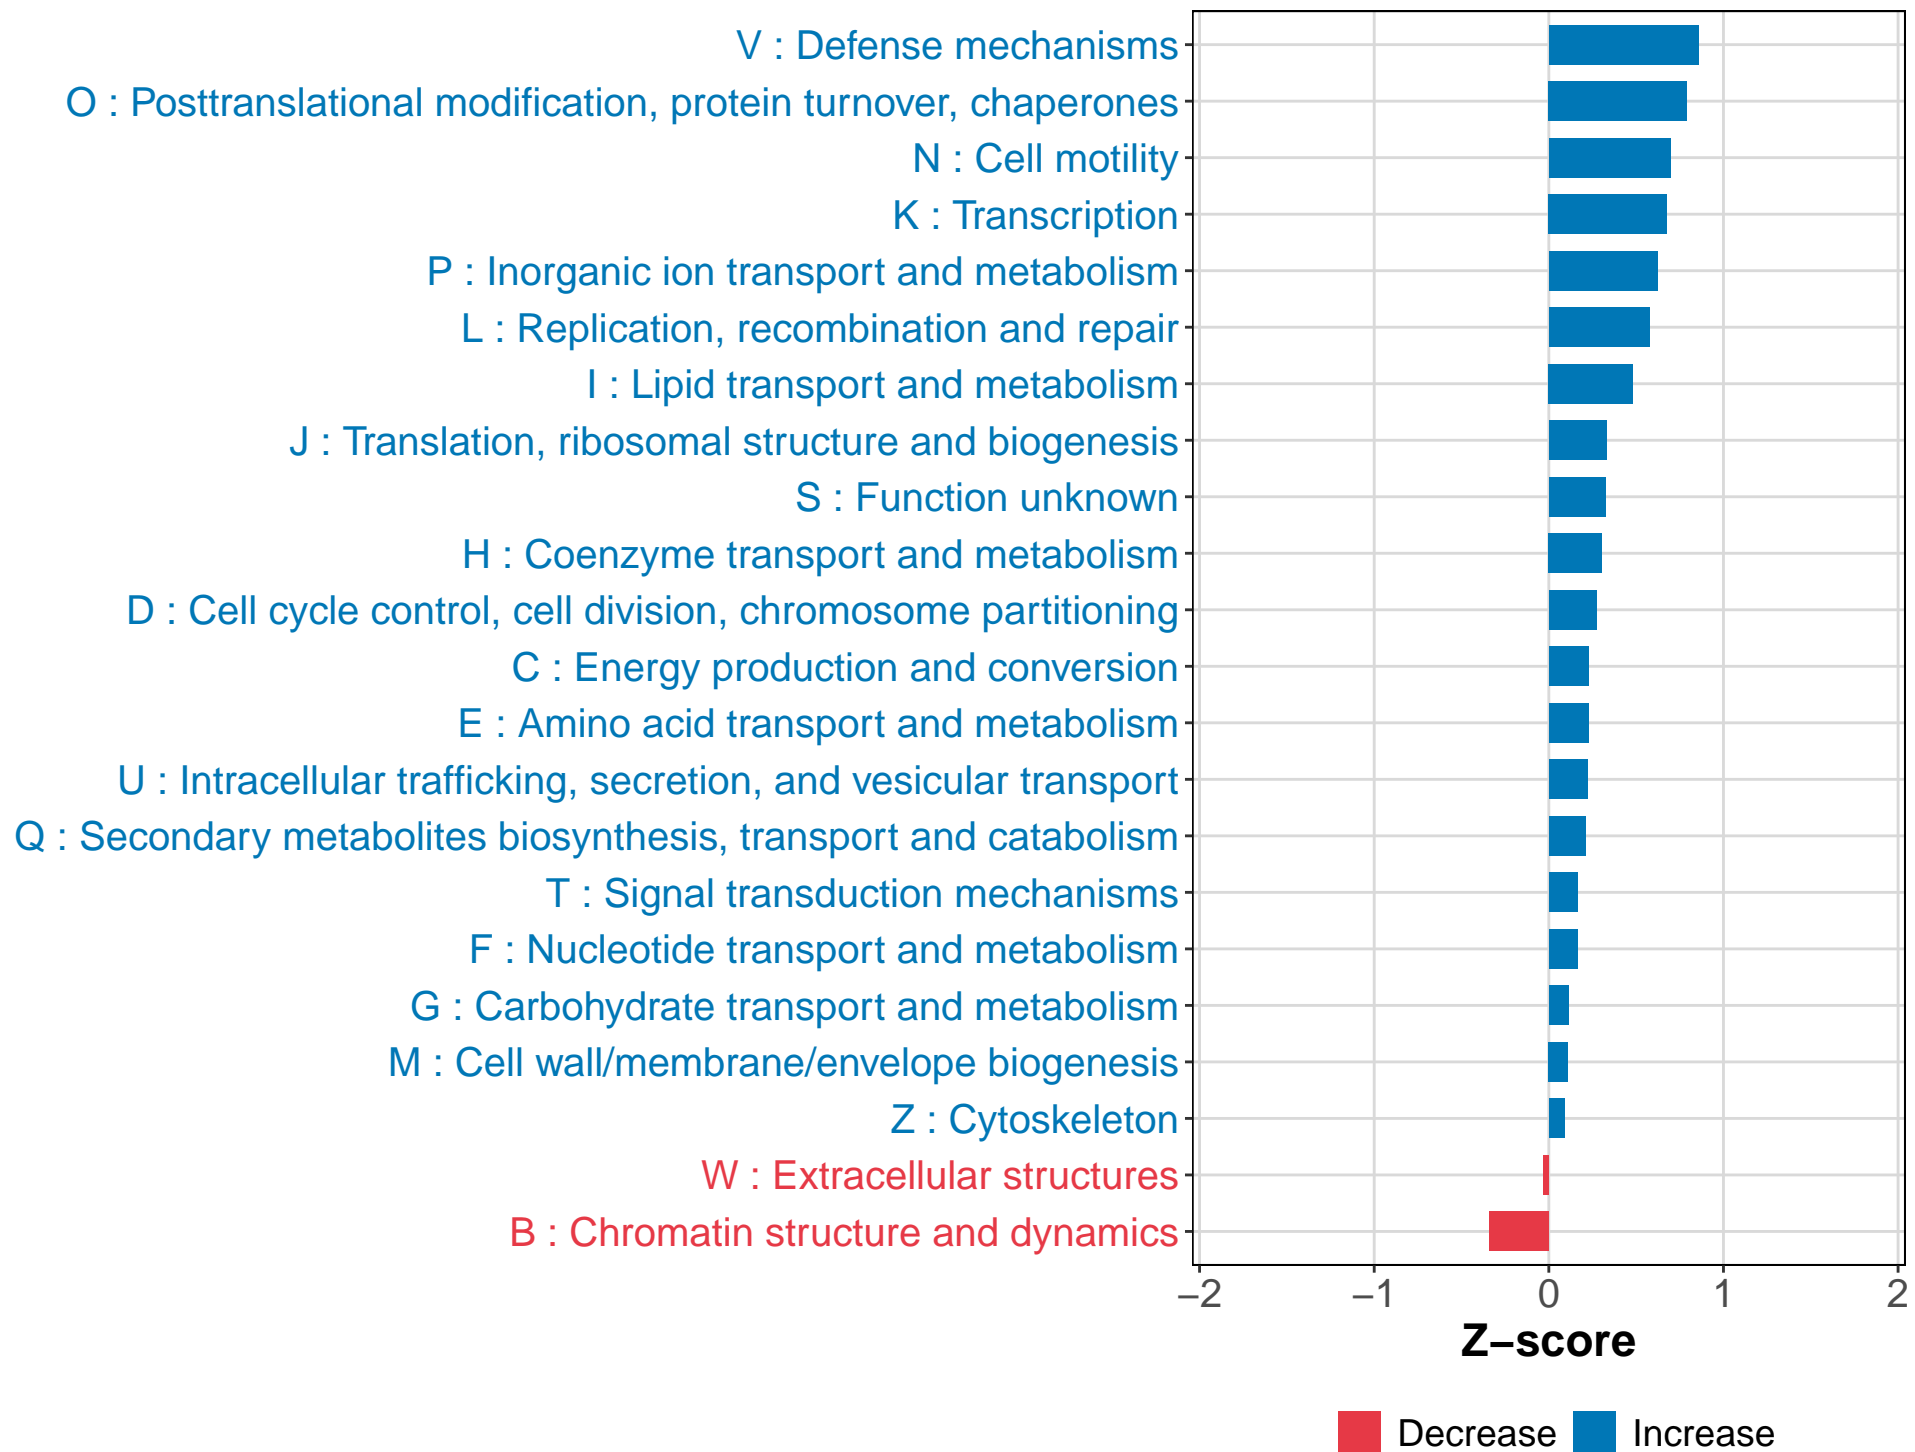 V : Defense mechanisms
O : Posttranslational modification, protein turnover, chaperones
N : Cell motility
K : Transcription
P : Inorganic ion transport and metabolism
L : Replication, recombination and repair
I : Lipid transport and metabolism
J : Translation, ribosomal structure and biogenesis
S : Function unknown
H : Coenzyme transport and metabolism
D : Cell cycle control, cell division, chromosome partitioning
C : Energy production and conversion
E : Amino acid transport and metabolism
U : Intracellular trafficking, secretion, and vesicular transport
Q : Secondary metabolites biosynthesis, transport and catabolism
T : Signal transduction mechanisms
F : Nucleotide transport and metabolism
G : Carbohydrate transport and metabolism
M : Cell wall/membrane/envelope biogenesis
Z : Cytoskeleton
W : Extracellular structures
B : Chromatin structure and dynamics
−2 −1 0 1 2
Z−score
Decrease Increase